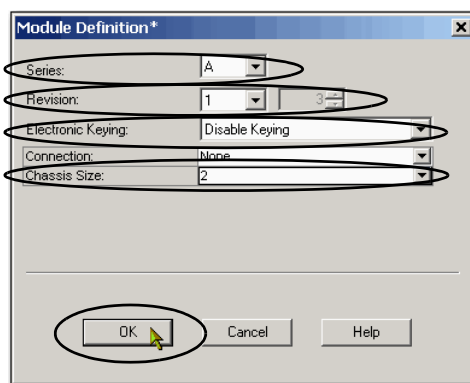 Module Definition*
Series: A
Revision: 1 3
Electronic Keying: Disable Keying
Connection: None
Chassis Size: 2
OK Cancel Help